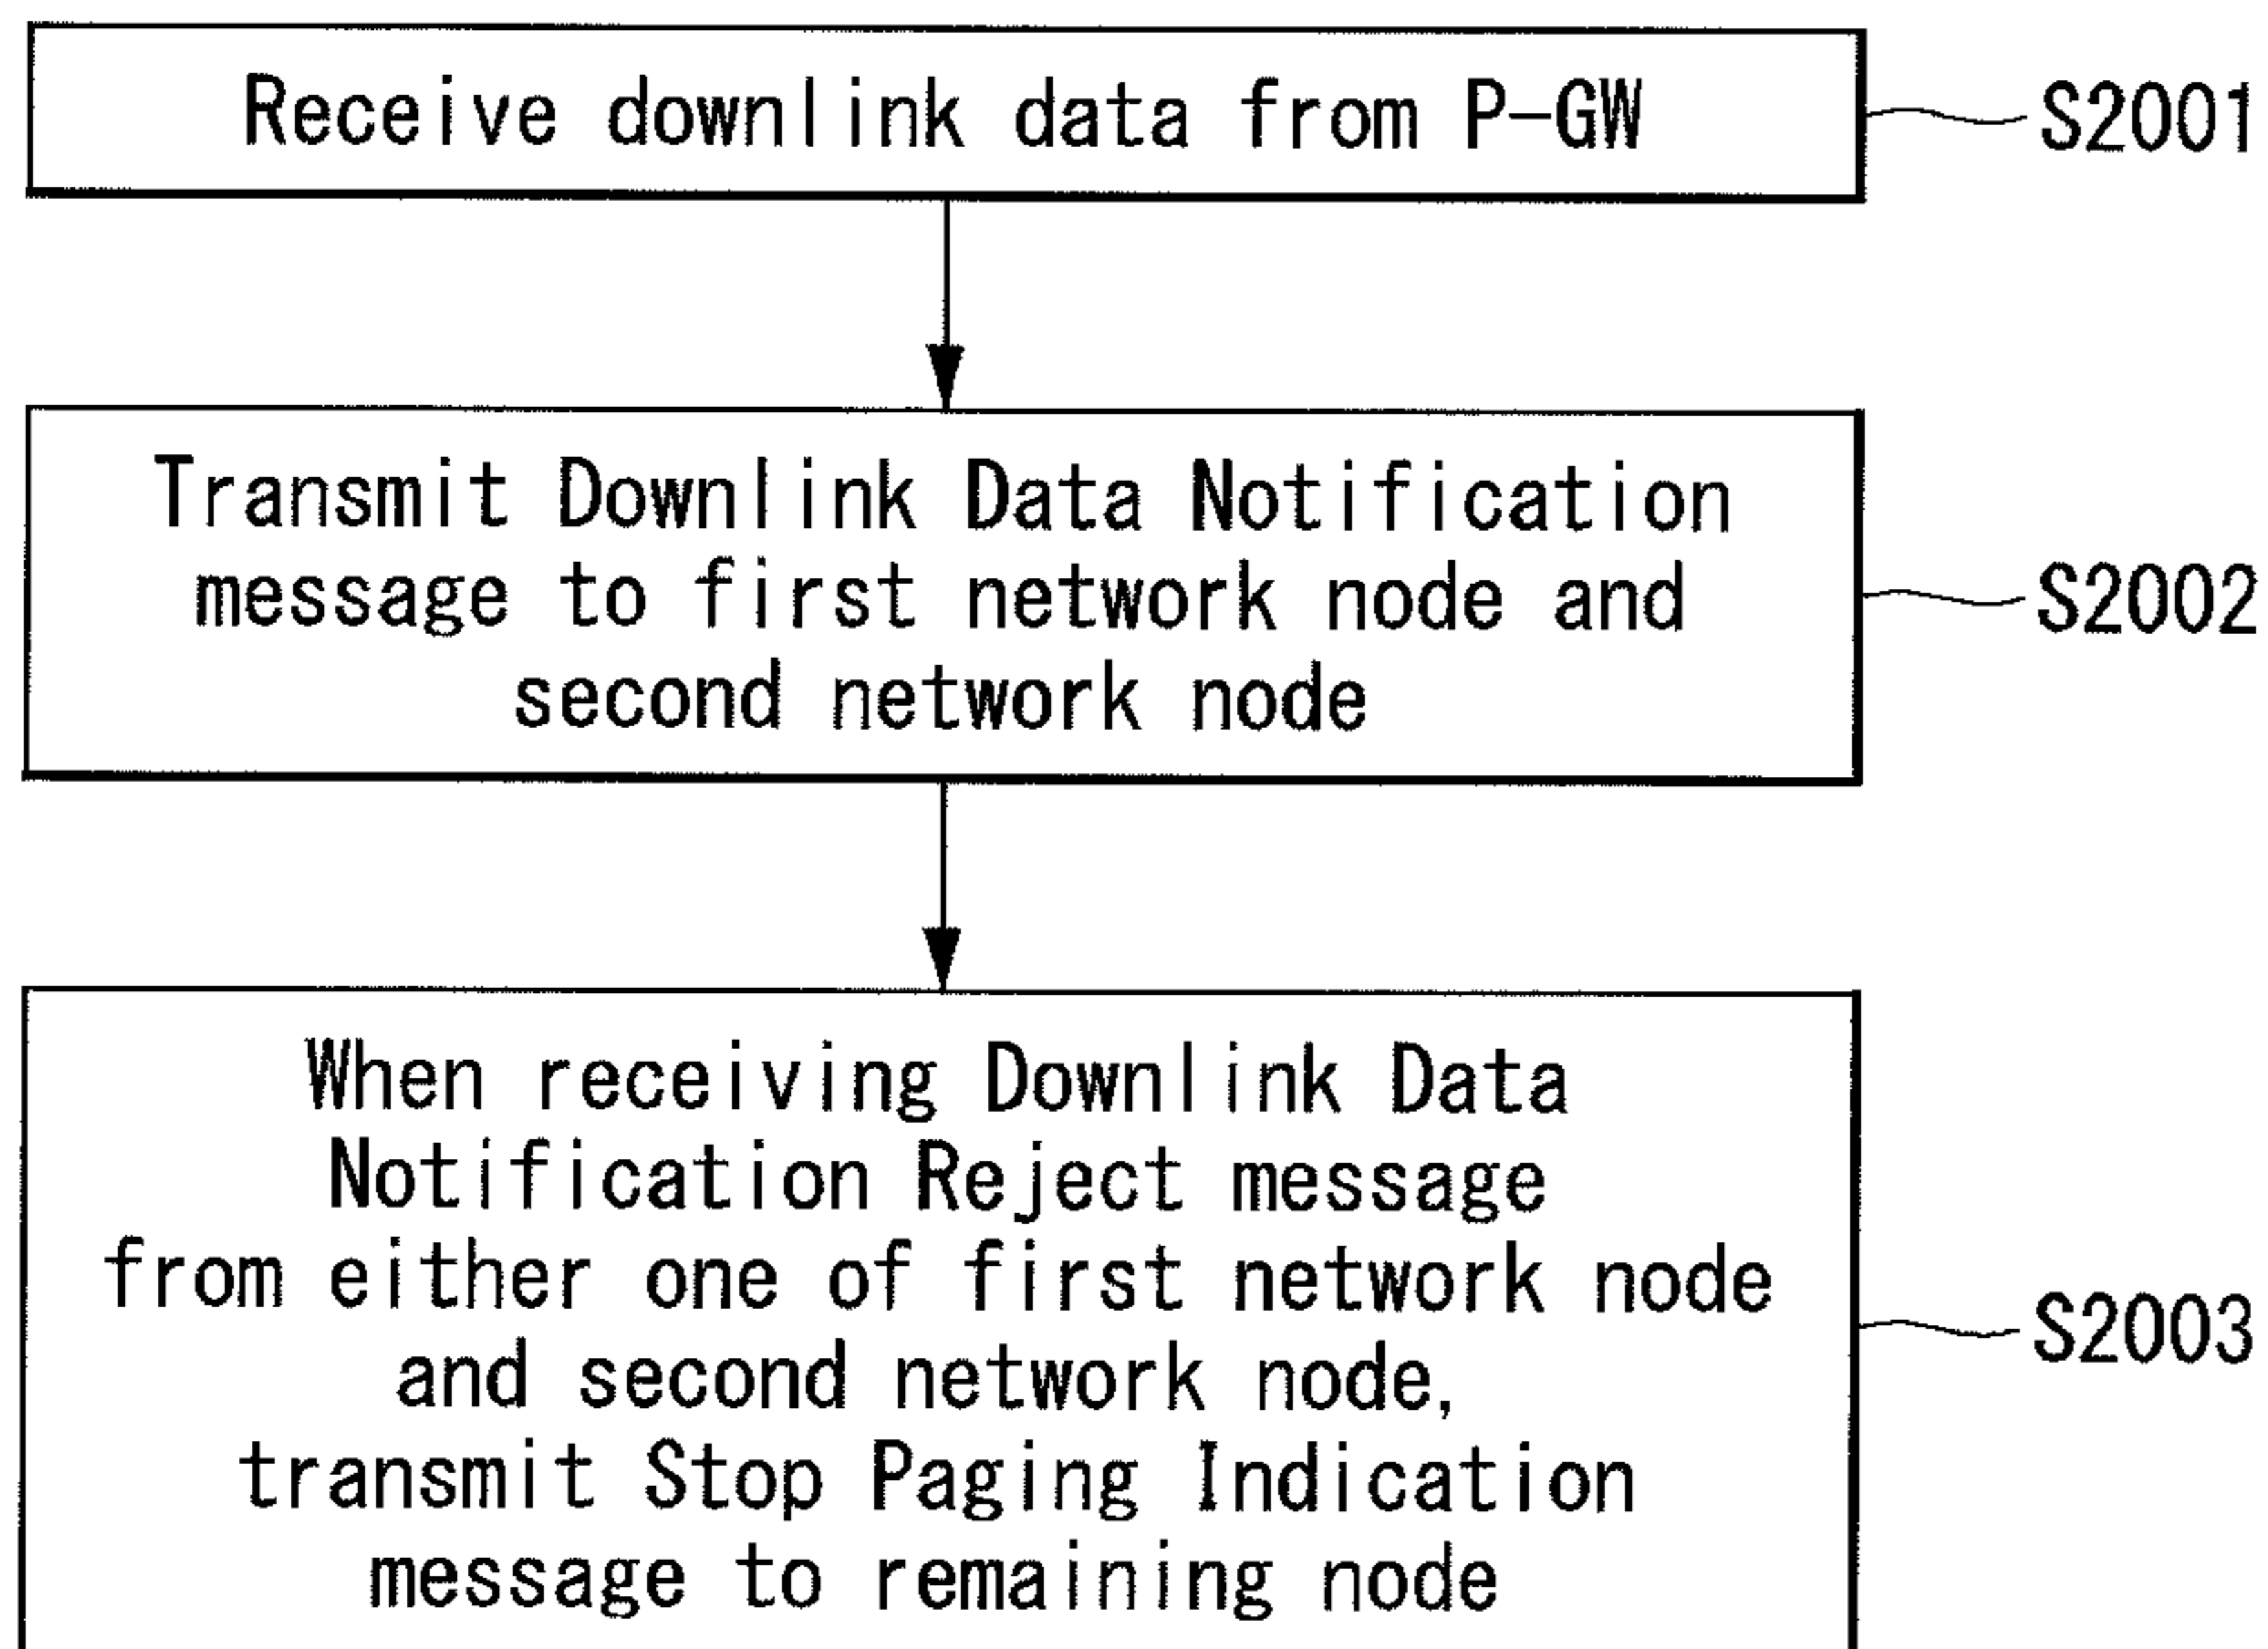 Receive downlink data from P-GW
S2001
Transmit Downlink Data Notification
message to first network node and
second network node
S2002
When receiving Downlink Data
Notification Reject message
from either one of first network node
and second network node,
transmit Stop Paging Indication
message to remaining node
S2003